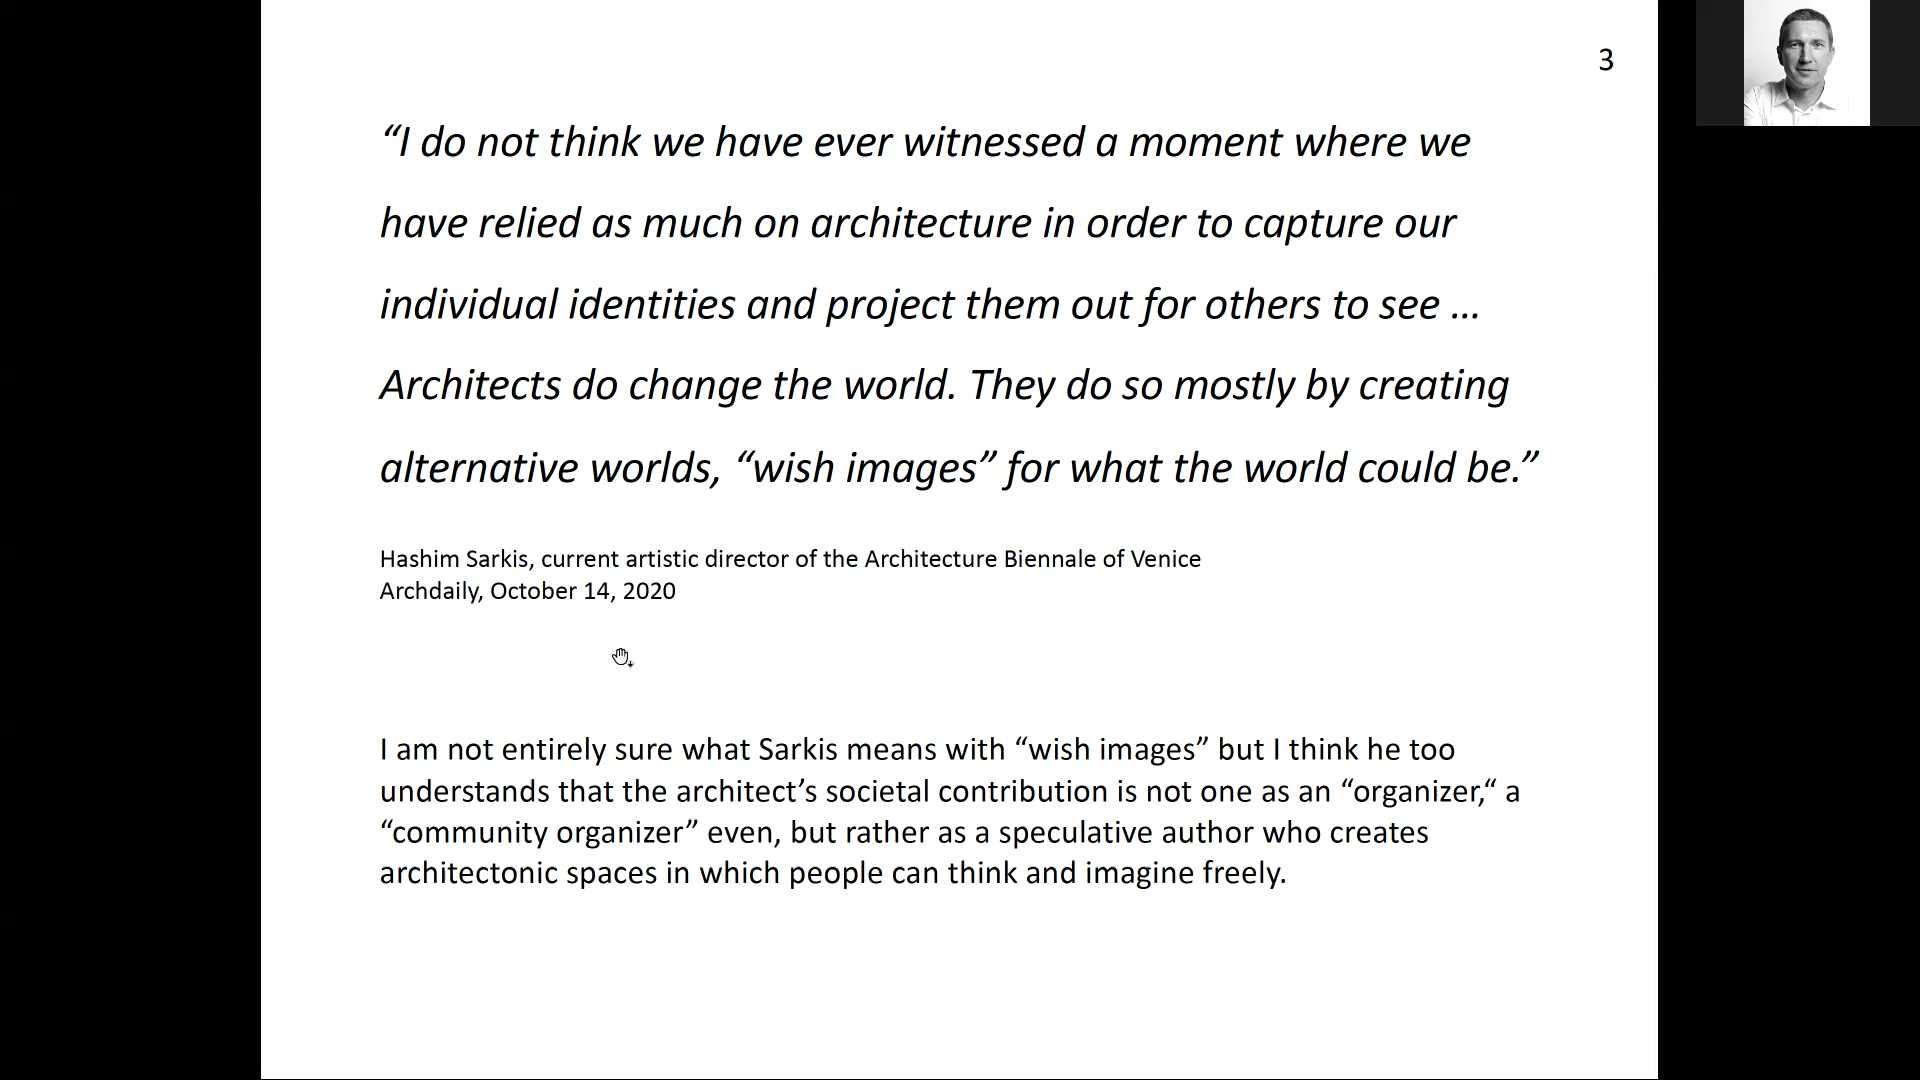 3
“I do not think we have ever witnessed a moment where we
have relied as much on architecture in order to capture our
individual identities and project them out for others to see ...
Architects do change the world. They do so mostly by creating
alternative worlds, “wish images” for what the world could be.”
Hashim Sarkis, current artistic director of the Architecture Biennale of Venice
Archdaily, October 14, 2020
I am not entirely sure what Sarkis means with “wish images” but I think he too
understands that the architect’s societal contribution is not one as an “organizer,“ a
“community organizer” even, but rather as a speculative author who creates
architectonic spaces in which people can think and imagine freely.